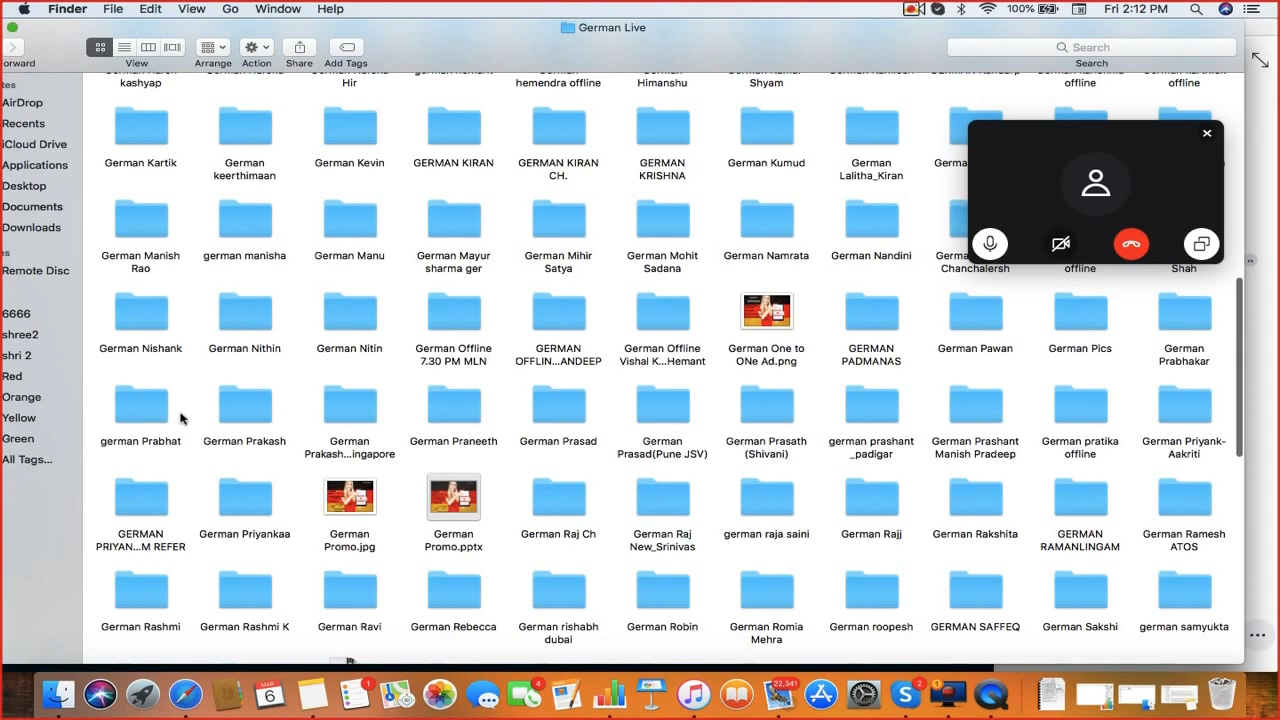 Finder File Edit View Go Window Help 100% Fri 2:12 PM
German Live
orward View Arrange Action Share Add Tags Search
Search
AirDrop
Recents
iCloud Drive
Applications
Desktop
Documents
Downloads
Remote Disc
6666
shree2
shri 2
Red
Orange
Yellow
Green
All Tags...
kashyap Hir hemendra offline Himanshu Shyam offline offline
German Kartik German Kevin GERMAN KIRAN GERMAN KIRAN GERMAN German Kumud German
keerthimaan CH. KRISHNA Lalitha_Kiran
German Manish german manisha German Manu German Mayur German Mihir German Mohit German Namrata German Nandini
Rao sharma ger Satya Sadana Chanchalersh offline Shah
German Nishank German Nithin German Nitin German Offline GERMAN German Offline German One to GERMAN German Pawan German Pics German
7.30 PM MLN OFFLIN...ANDEEP Vishal K...Hemant ONe Ad.png PADMANAS Prabhakar
german Prabhat German Prakash German German Praneeth German Prasad German German Prasath german prashant German Prashant German pratika German Priyank-
Prakash...ingapore Prasad(Pune JSV) (Shivani) _padigar Manish Pradeep offline Aakriti
GERMAN German Priyankaa German German German Raj Ch German Raj german raja saini German Rajj German Rakshita GERMAN German Ramesh
PRIYAN...M REFER Promo.jpg Promo.pptx New_Srinivas RAMANLINGAM ATOS
German Rashmi German Rashmi K German Ravi German Rebecca German rishabh German Robin German Romia German roopesh GERMAN SAFFEQ German Sakshi german samyukta
dubai Mehra
MAR
6 1 4 22,341 2 1